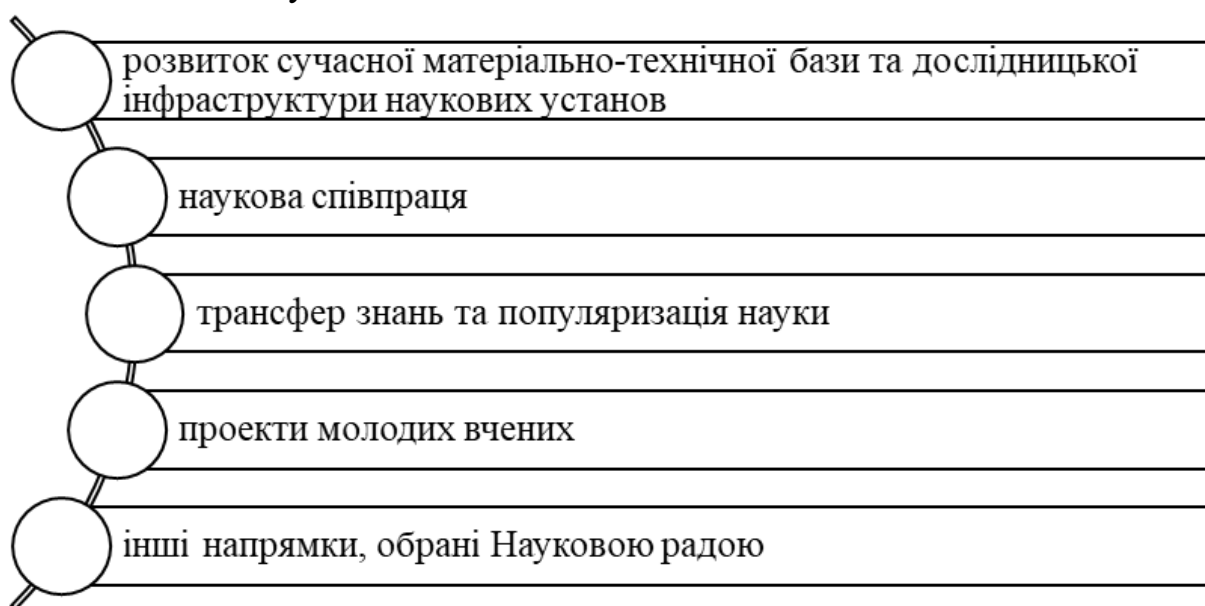 розвиток сучасної матеріально-технічної бази та дослідницької
інфраструктури наукових установ
наукова співпраця
трансфер знань та популяризація науки
проекти молодих вчених
інші напрямки, обрані Науковою радою